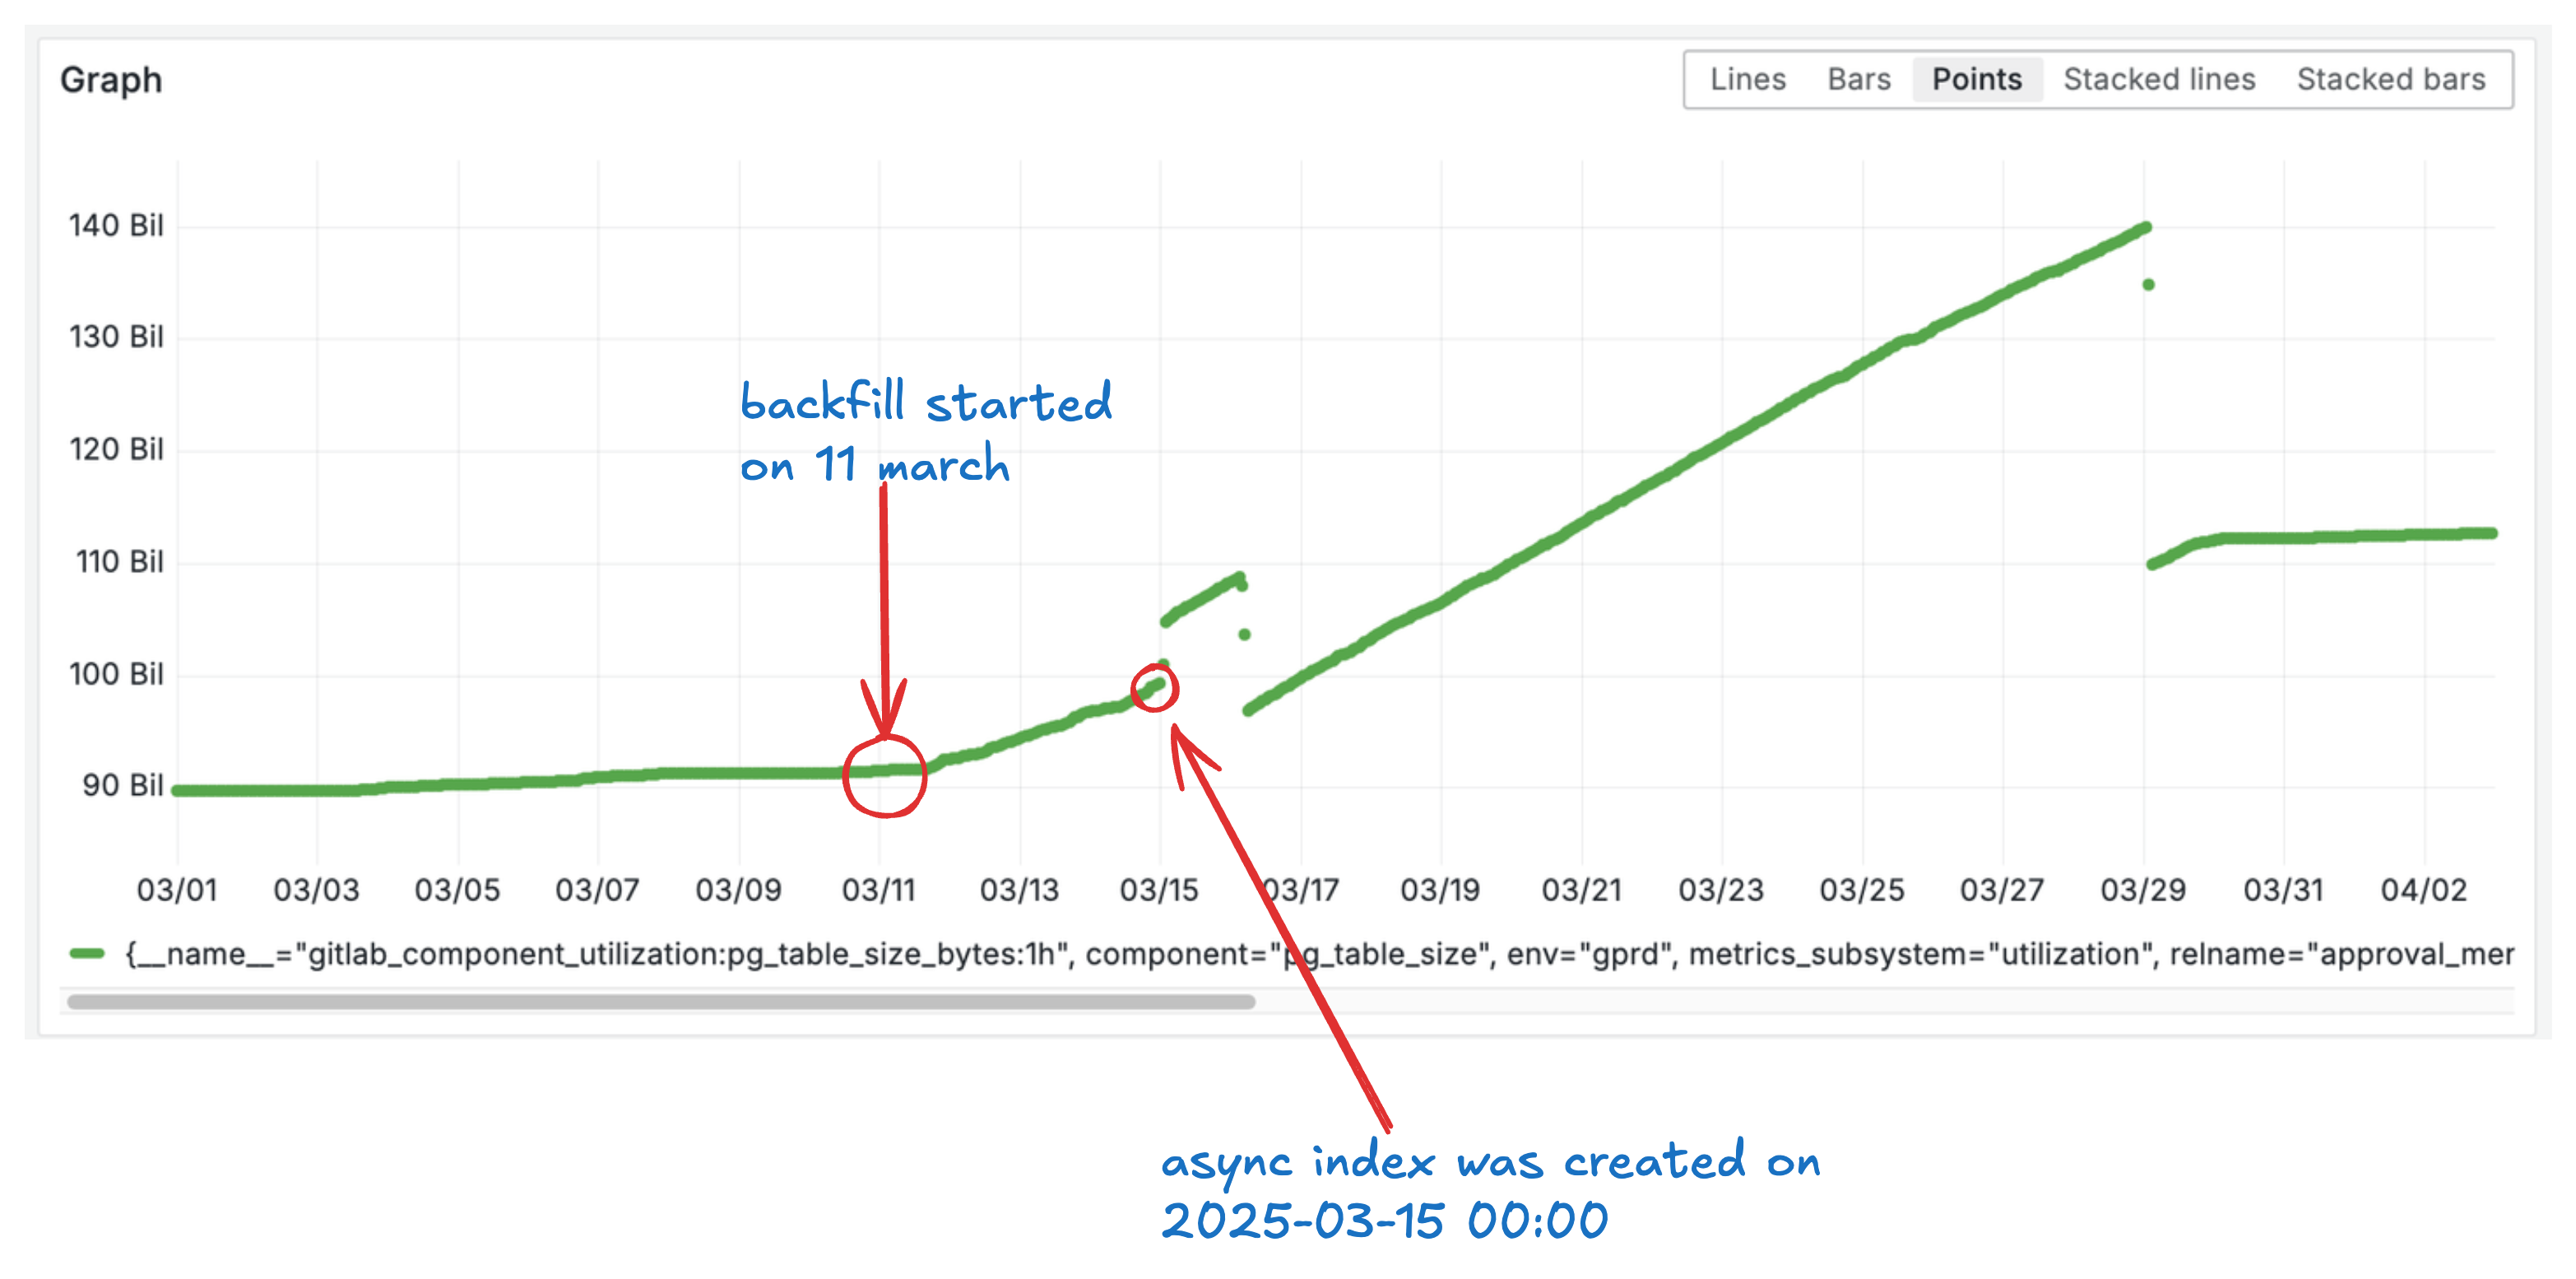 Graph
Lines Bars Points Stacked lines Stacked bars
140 Bil
130 Bil
120 Bil
110 Bil
100 Bil
90 Bil
backfill started
on 11 march
03/01 03/03 03/05 03/07 03/09 03/11 03/13 03/15 03/17 03/19 03/21 03/23 03/25 03/27 03/29 03/31 04/02
{__name__="gitlab_component_utilization:pg_table_size_bytes:1h", component="pg_table_size", env="gprd", metrics_subsystem="utilization", relname="approval_mer
async index was created on
2025-03-15 00:00